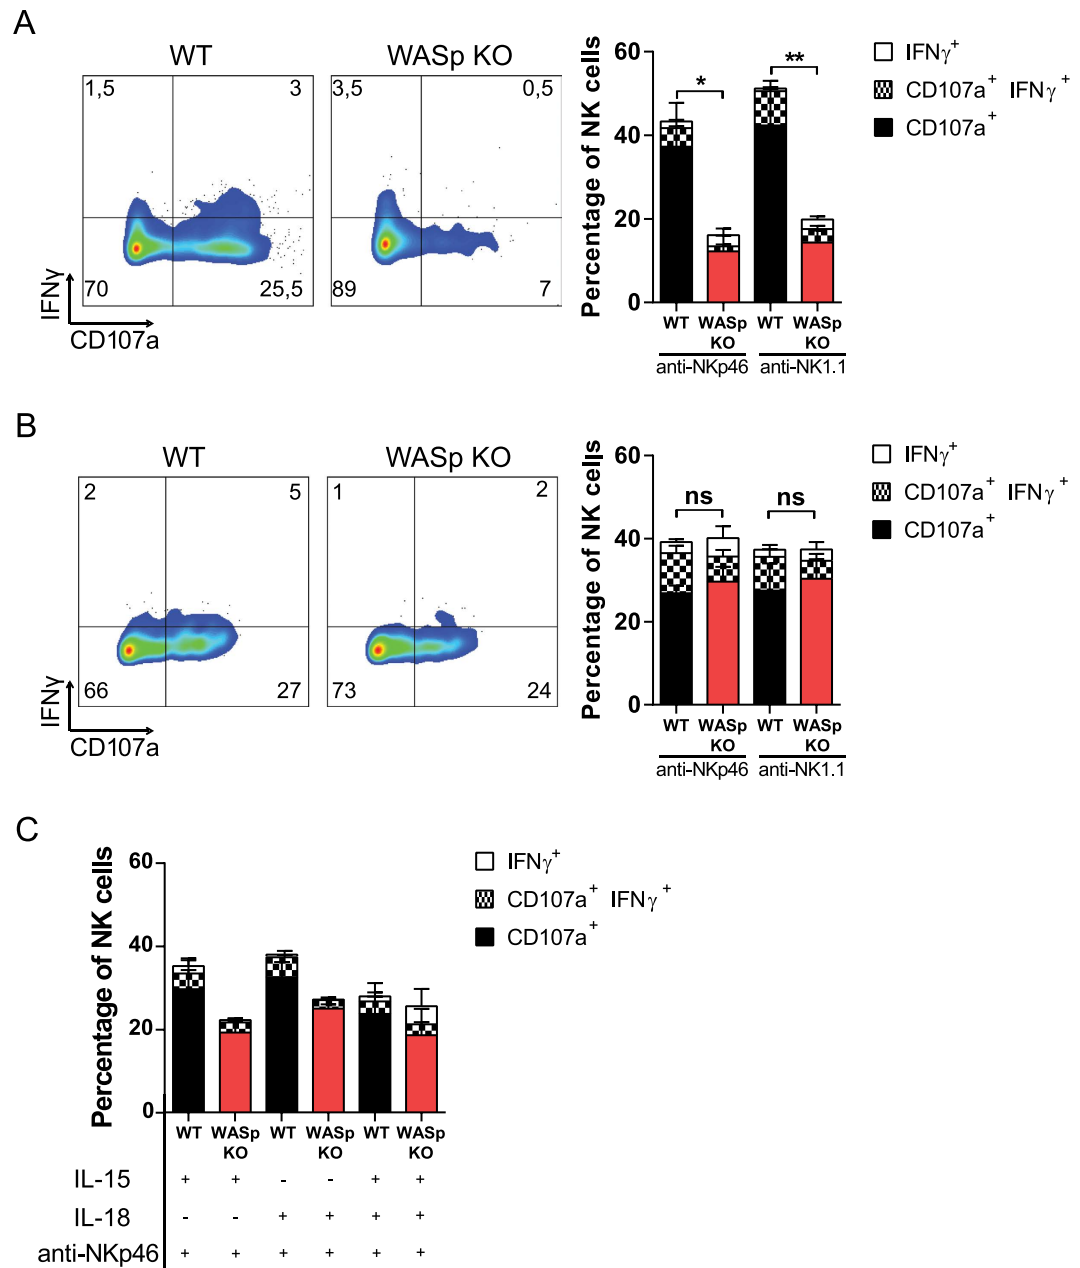 A
WT
WASp KO
1,5
3
70
25,5
3,5
0,5
89
7
IFNγ
CD107a
Percentage of NK cells
60
40
20
0
*
**
WT
WASp KO
WT
WASp KO
anti-NKp46
anti-NK1.1
IFNγ+
CD107a+ IFNγ+
CD107a+
B
WT
WASp KO
2
5
66
27
1
2
73
24
IFNγ
CD107a
Percentage of NK cells
60
40
20
0
ns
ns
WT
WASp KO
WT
WASp KO
anti-NKp46
anti-NK1.1
IFNγ+
CD107a+ IFNγ+
CD107a+
C
Percentage of NK cells
60
40
20
0
IFNγ+
CD107a+ IFNγ+
CD107a+
WT
WASp KO
WT
WASp KO
WT
WASp KO
IL-15 + + - - + +
IL-18 - - + + + +
anti-NKp46 + + + + + +